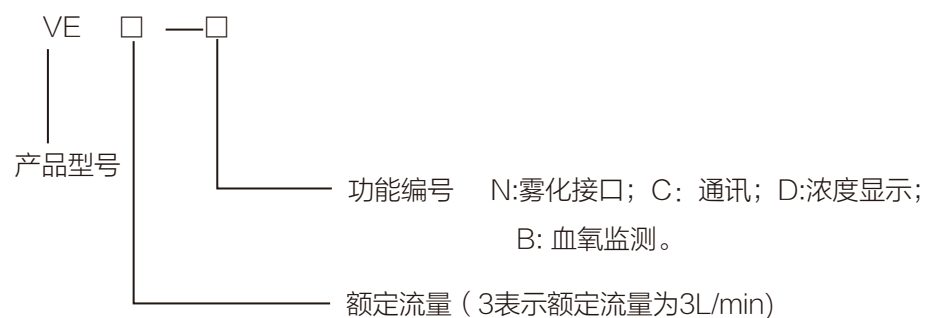 VE □ —□
产品型号
功能编号 N:雾化接口；C：通讯；D:浓度显示；
B: 血氧监测。
额定流量（3表示额定流量为3L/min)